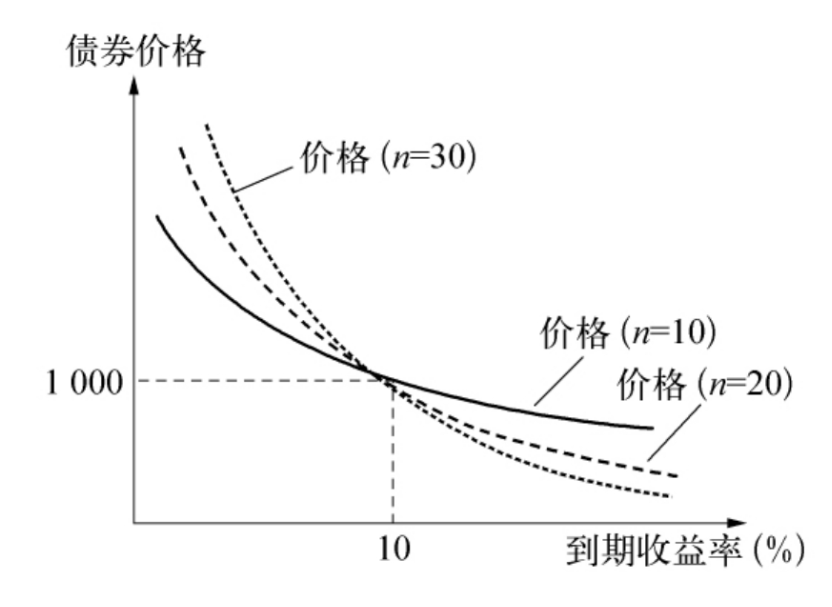 债券价格
价格 (n=30)
价格 (n=10)
1 000
价格 (n=20)
10
到期收益率 (%)